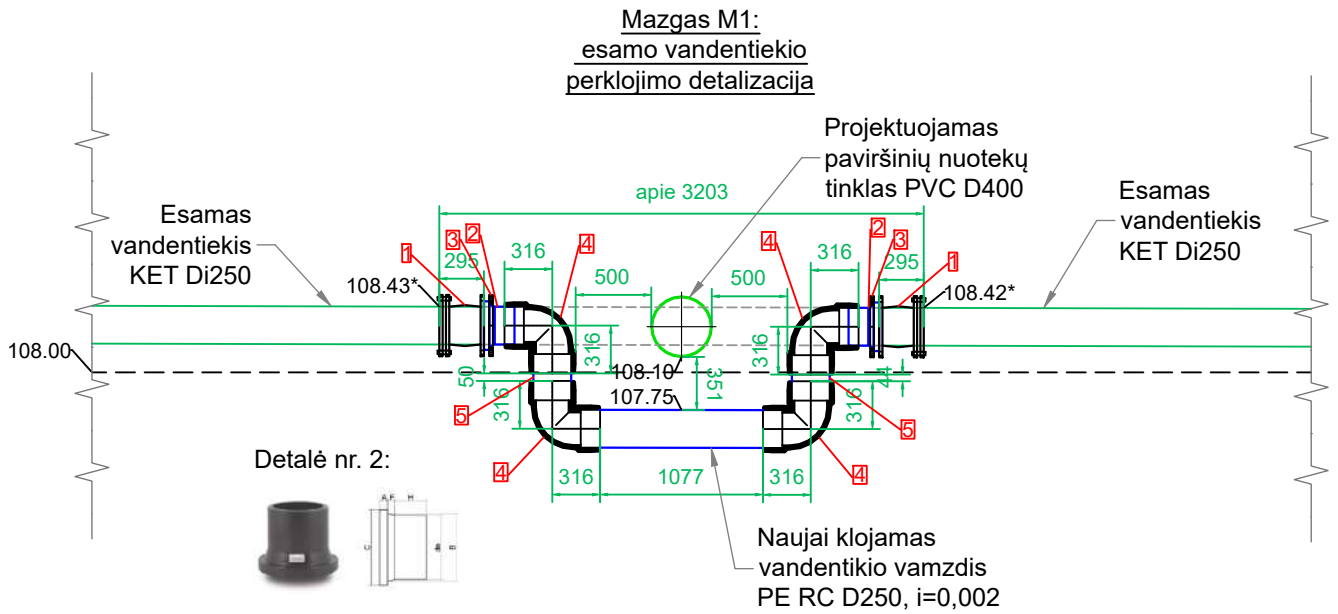 Mazgas M1:
esamo vandentiekio
perklojimo detalizacija
Projektuojamas
paviršinių nuotekų
tinklas PVC D400
apie 3203
Esamas
vandentiekis
KET Di250
Esamas
vandentiekis
KET Di250
1
3
2
4
4
2
3
1
295
316
500
500
316
295
108.43*
108.42*
108.00
316
316
50
44
108.10
107.75
351
316
316
5
5
4
4
316
1077
316
Detalė nr. 2:
A F H
C
B
Naujai klojamas
vandentikio vamzdis
PE RC D250, i=0,002